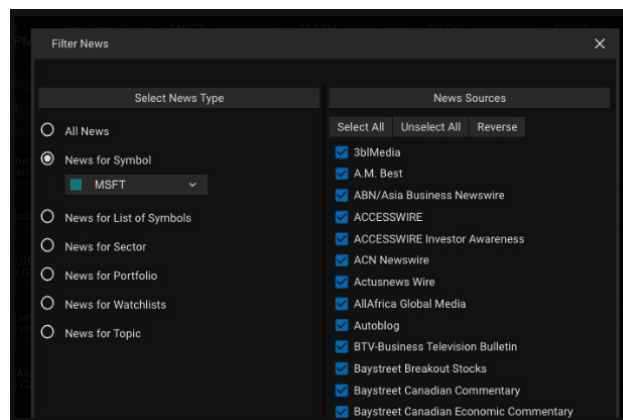 Filter News
Select News Type
All News
News for Symbol
MSFT
News for List of Symbols
News for Sector
News for Portfolio
News for Watchlists
News for Topic
News Sources
Select All Unselect All Reverse
3blMedia
A.M. Best
ABN/Asia Business Newswire
ACCESSWIRE
ACCESSWIRE Investor Awareness
ACN Newswire
Actusnews Wire
AllAfrica Global Media
Autoblog
BTV-Business Television Bulletin
Baystreet Breakout Stocks
Baystreet Canadian Commentary
Baystreet Canadian Economic Commentary